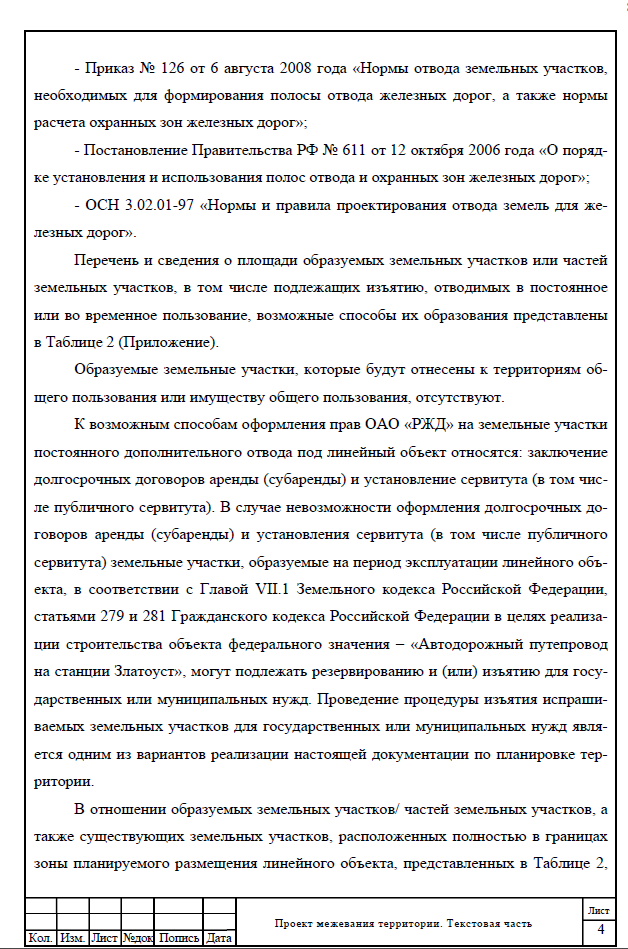 - Приказ № 126 от 6 августа 2008 года «Нормы отвода земельных участков,
необходимых для формирования полосы отвода железных дорог, а также нормы
расчета охранных зон железных дорог»;
- Постановление Правительства РФ № 611 от 12 октября 2006 года «О поряд-
ке установления и использования полос отвода и охранных зон железных дорог»;
- ОСН 3.02.01-97 «Нормы и правила проектирования отвода земель для же-
лезных дорог».
Перечень и сведения о площади образуемых земельных участков или частей
земельных участков, в том числе подлежащих изъятию, отводимых в постоянное
или во временное пользование, возможные способы их образования представлены
в Таблице 2 (Приложение).
Образуемые земельные участки, которые будут отнесены к территориям об-
щего пользования или имуществу общего пользования, отсутствуют.
К возможным способам оформления прав ОАО «РЖД» на земельные участки
постоянного дополнительного отвода под линейный объект относятся: заключение
долгосрочных договоров аренды (субаренды) и установление сервитута (в том чис-
ле публичного сервитута). В случае невозможности оформления долгосрочных до-
говоров аренды (субаренды) и установления сервитута (в том числе публичного
сервитута) земельные участки, образуемые на период эксплуатации линейного объ-
екта, в соответствии с Главой VII.1 Земельного кодекса Российской Федерации,
статьями 279 и 281 Гражданского кодекса Российской Федерации в целях реализа-
ции строительства объекта федерального значения – «Автодорожный путепровод
на станции Златоуст», могут подлежать резервированию и (или) изъятию для госу-
дарственных или муниципальных нужд. Проведение процедуры изъятия испраши-
ваемых земельных участков для государственных или муниципальных нужд явля-
ется одним из вариантов реализации настоящей документации по планировке тер-
ритории.
В отношении образуемых земельных участков/ частей земельных участков, а
также существующих земельных участков, расположенных полностью в границах
зоны планируемого размещения линейного объекта, представленных в Таблице 2,
Проект межевания территории. Текстовая часть
Лист
4
Кол. Изм. Лист №док Попись Дата